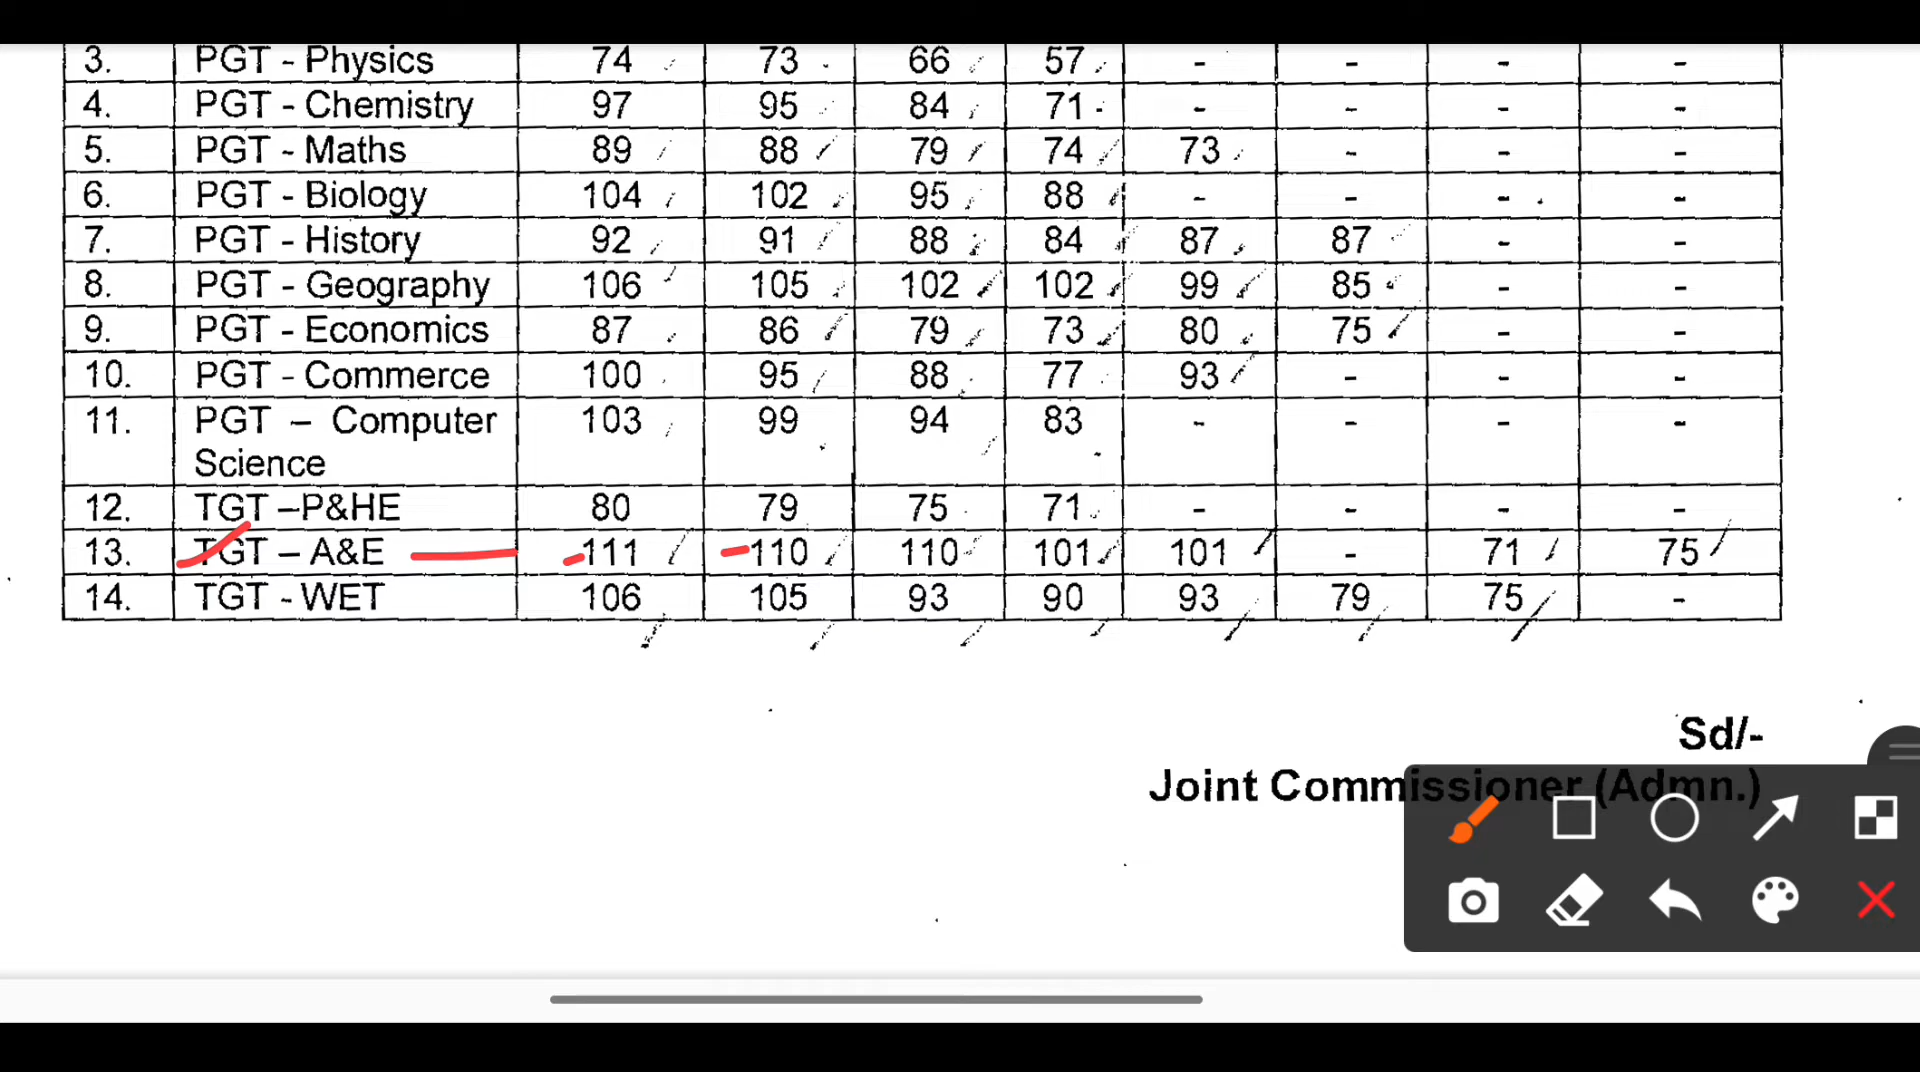 3. PGT - Physics 74 73 66 57 - - - -
4. PGT - Chemistry 97 95 84 71 - - - -
5. PGT - Maths 89 88 79 74 73 - - -
6. PGT - Biology 104 102 95 88 - - - -
7. PGT - History 92 91 88 84 87 87 - -
8. PGT - Geography 106 105 102 102 99 85 - -
9. PGT - Economics 87 86 79 73 80 75 - -
10. PGT - Commerce 100 95 88 77 93 - - -
11. PGT – Computer 103 99 94 83 - - - -
Science
12. TGT –P&HE 80 79 75 71 - - - -
13. TGT – A&E 111 110 110 101 101 - 71 75
14. TGT - WET 106 105 93 90 93 79 75 -
Sd/-
Joint Commissioner (Admn.)